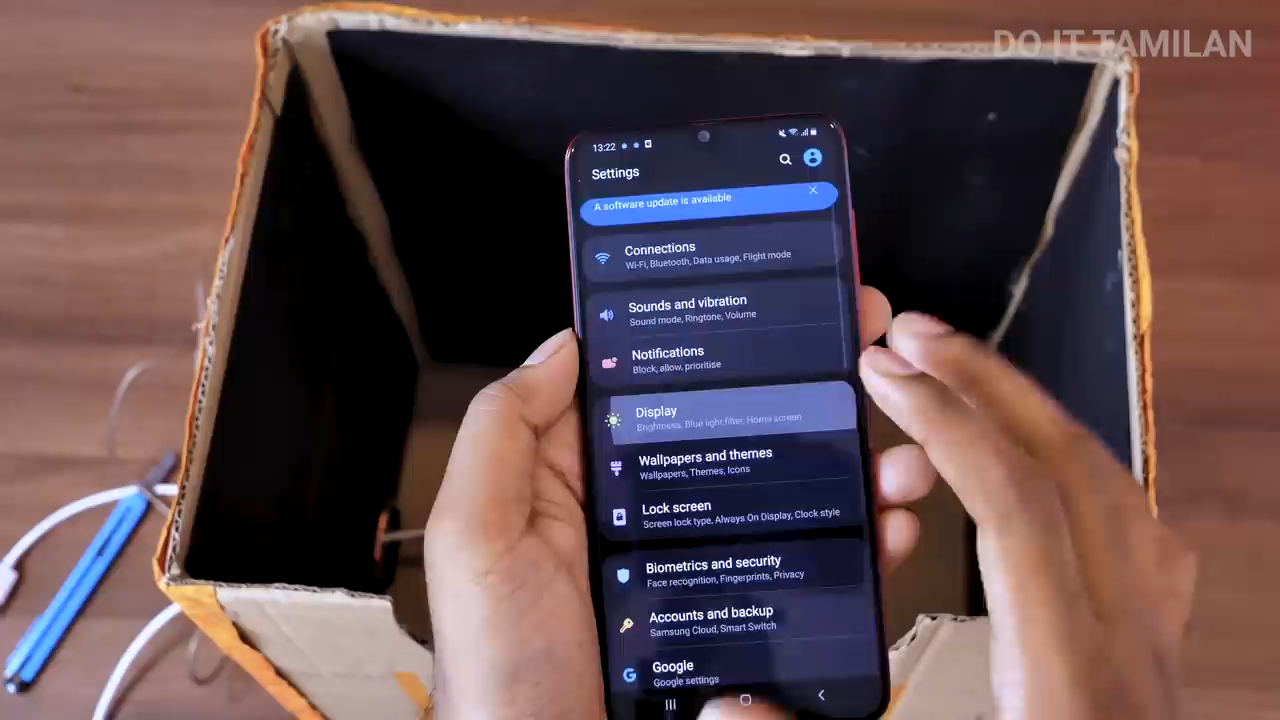 DO IT TAMILAN
13:22
Settings
A software update is available
Connections
Wi-Fi, Bluetooth, Data usage, Flight mode
Sounds and vibration
Sound mode, Ringtone, Volume
Notifications
Block, allow, prioritise
Display
Brightness, Blue light filter, Home screen
Wallpapers and themes
Wallpapers, Themes, Icons
Lock screen
Screen lock type, Always On Display, Clock style
Biometrics and security
Face recognition, Fingerprints, Privacy
Accounts and backup
Samsung Cloud, Smart Switch
Google
Google settings